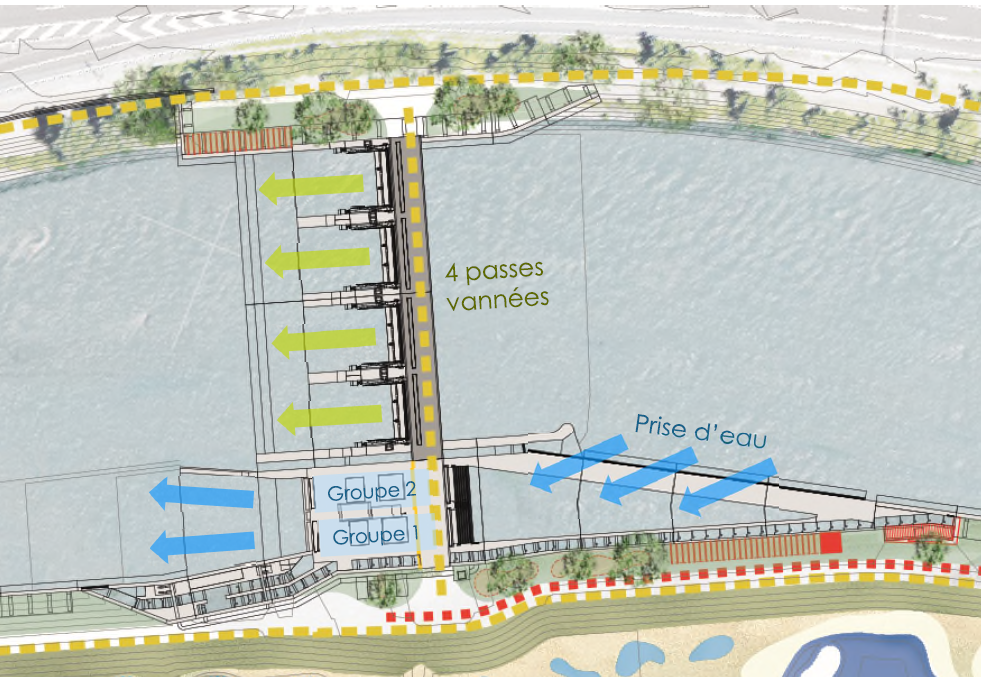 4 passes
vannées
Prise d'eau
Groupe 2
Groupe 1